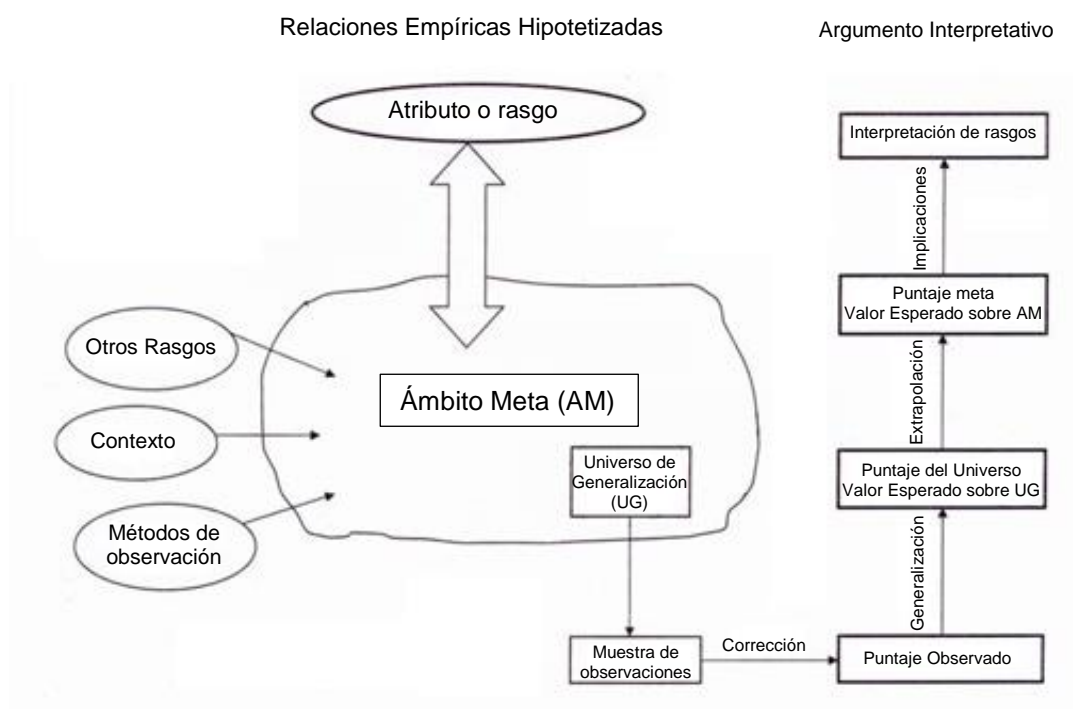 Relaciones Empíricas Hipotetizadas
Argumento Interpretativo
Atributo o rasgo
Otros Rasgos
Contexto
Métodos de
observación
Ámbito Meta (AM)
Universo de
Generalización
(UG)
Muestra de
observaciones
Corrección
Interpretación de rasgos
Implicaciones
Puntaje meta
Valor Esperado sobre AM
Extrapolación
Puntaje del Universo
Valor Esperado sobre UG
Generalización
Puntaje Observado